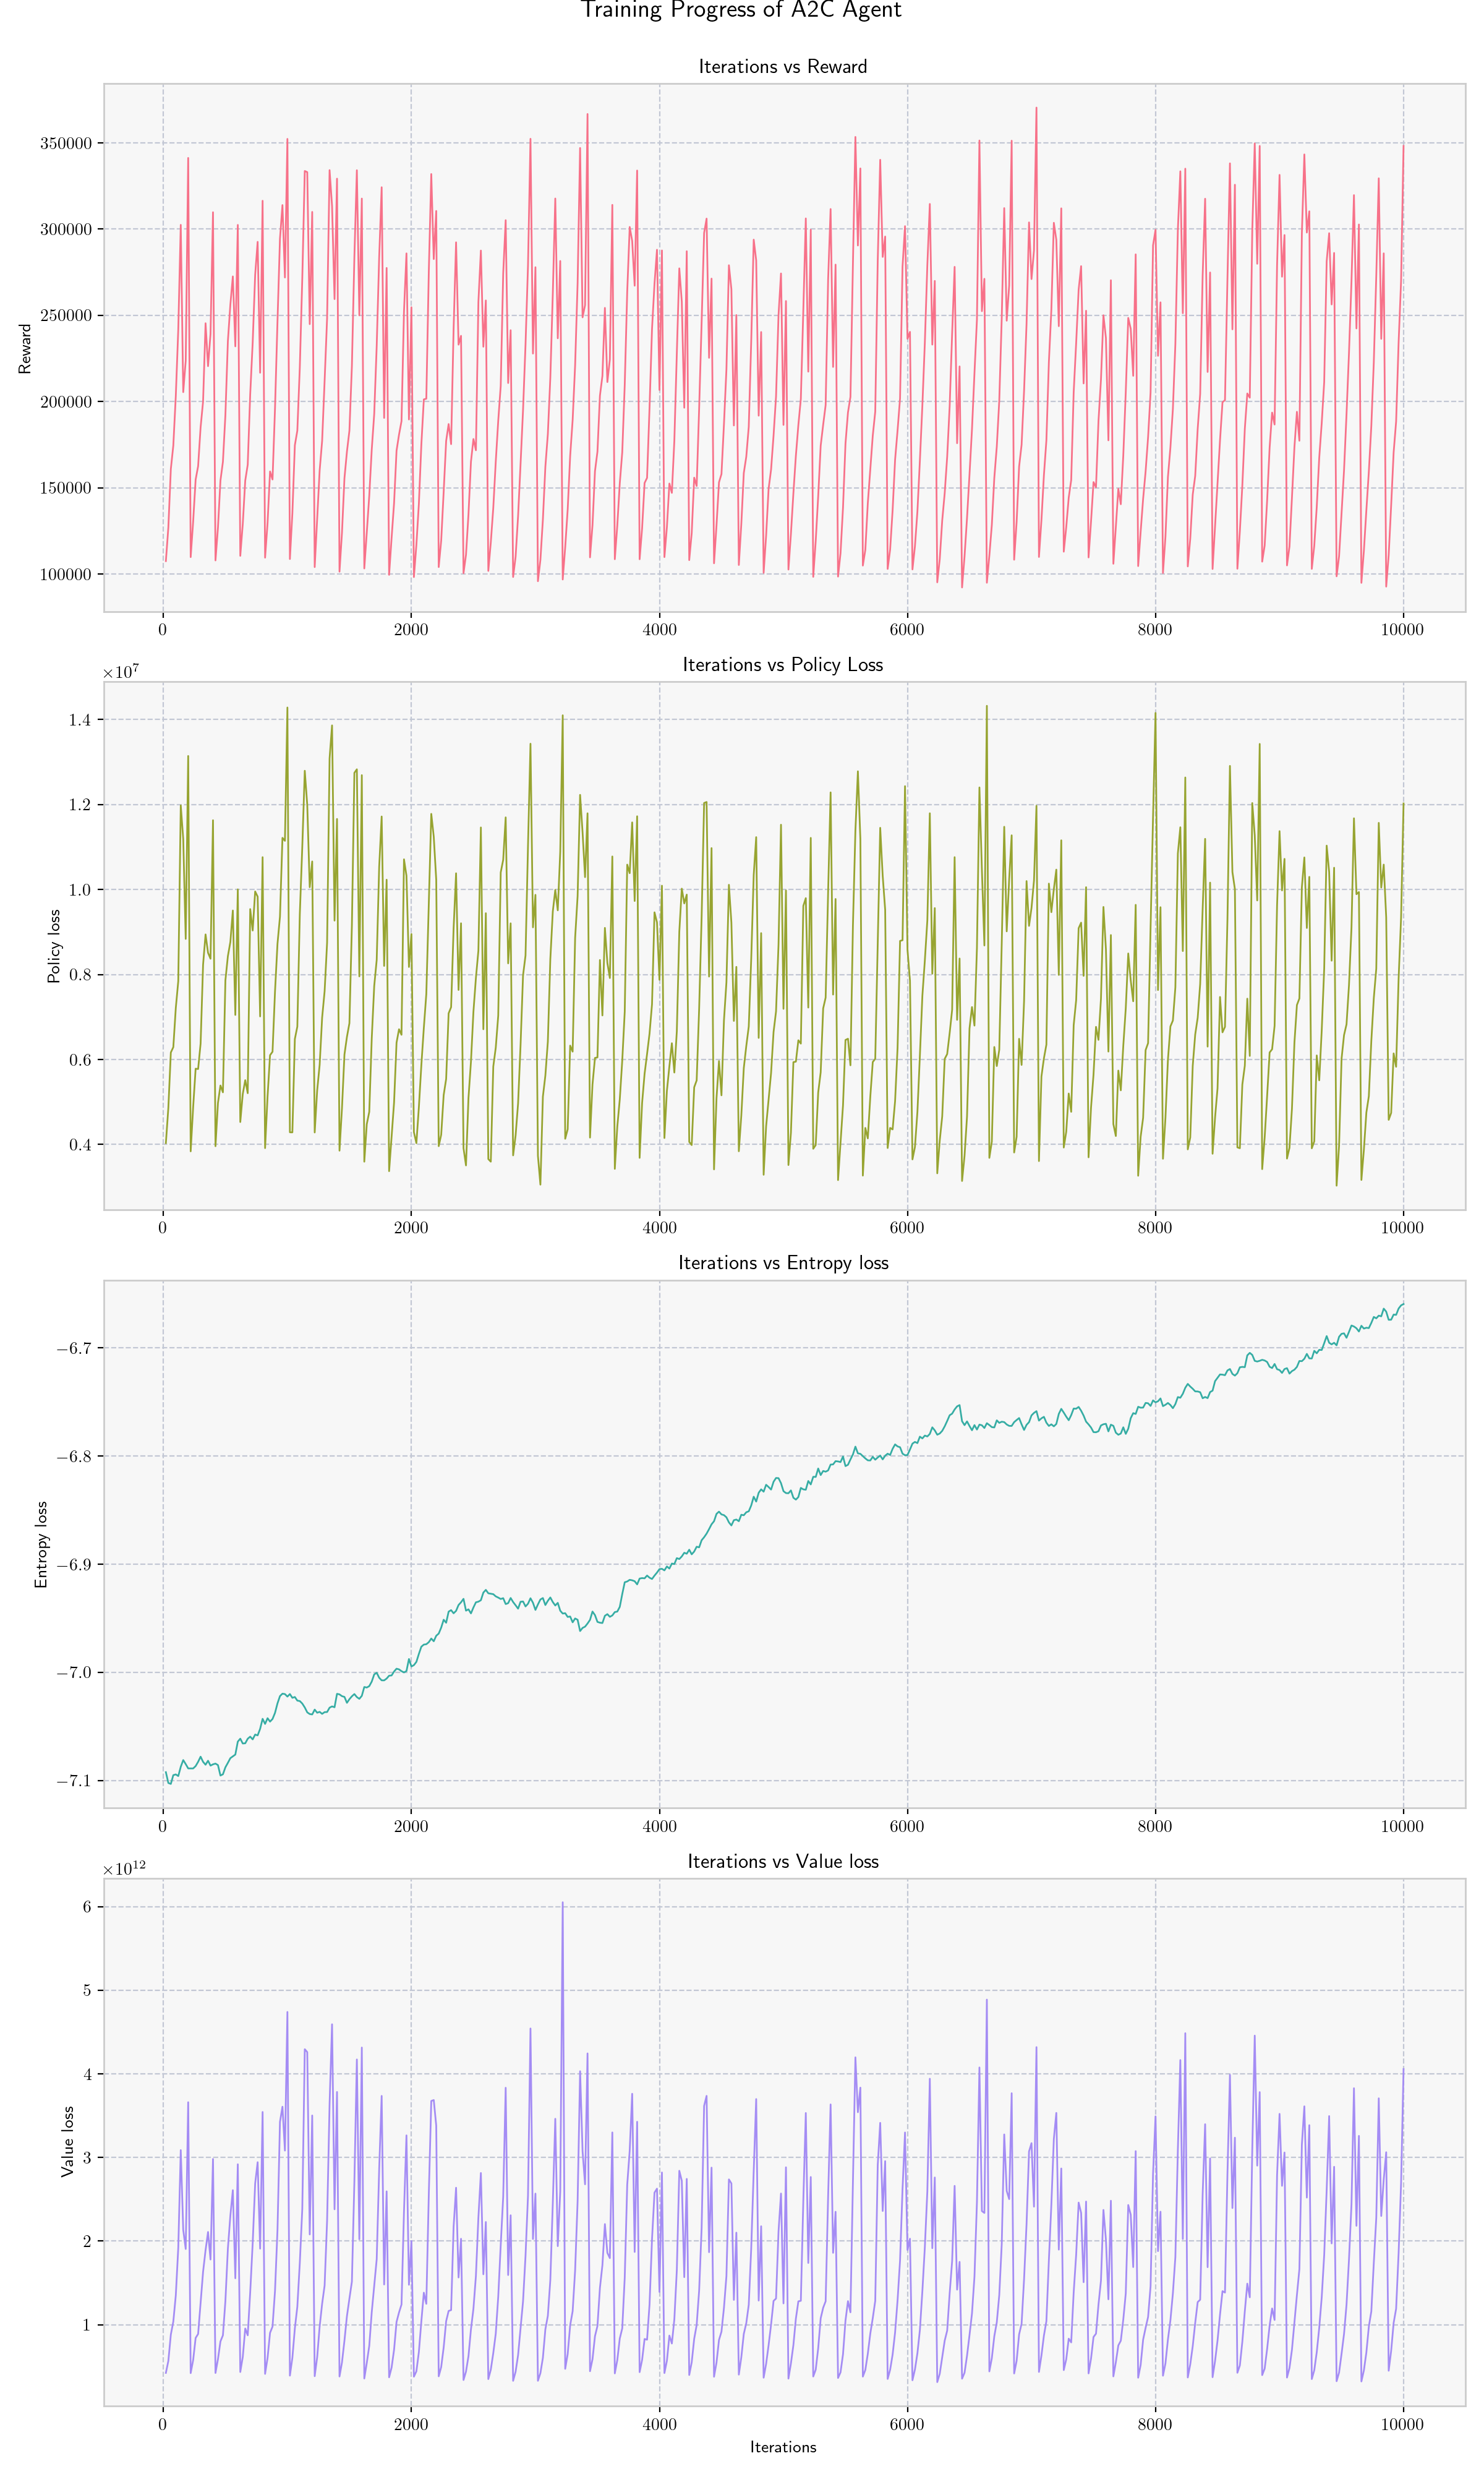 Training Progress of A2C Agent
Iterations vs Reward
Reward
350000
300000
250000
200000
150000
100000
0 2000 4000 6000 8000 10000
Iterations vs Policy Loss
×10⁷
Policy loss
1.4
1.2
1.0
0.8
0.6
0.4
0 2000 4000 6000 8000 10000
Iterations vs Entropy loss
Entropy loss
−6.7
−6.8
−6.9
−7.0
−7.1
0 2000 4000 6000 8000 10000
Iterations vs Value loss
×10¹²
Value loss
6
5
4
3
2
1
0 2000 4000 6000 8000 10000
Iterations